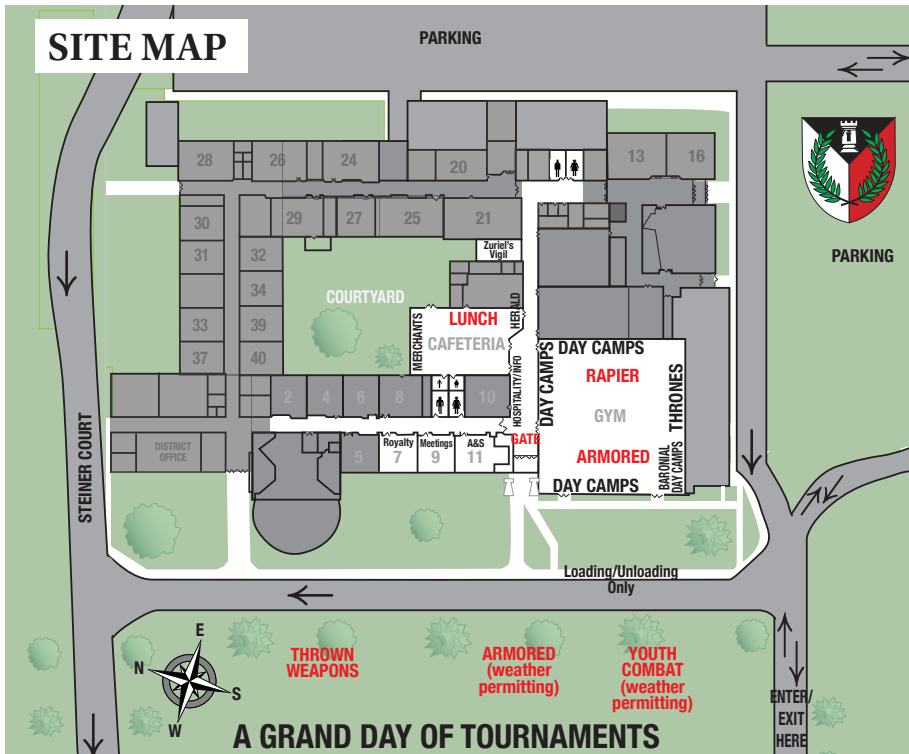 SITE MAP
PARKING
28
26
24
20
13
16
30
29
27
25
21
31
32
Zuriel's
Vigil
PARKING
34
COURTYARD
MERCHANTS
LUNCH
CAFETERIA
HERALD
33
39
37
40
HOSPITALITY/INFO
DAY CAMPS
DAY CAMPS
RAPIER
GYM
THRONES
2
4
6
8
10
GATE
ARMORED
BARONIAL
DAY CAMPS
DAY CAMPS
DISTRICT
OFFICE
5
Royalty
7
Meetings
9
A&S
11
STEINER COURT
Loading/Unloading
Only
E
N
S
W
THROWN
WEAPONS
ARMORED
(weather
permitting)
YOUTH
COMBAT
(weather
permitting)
ENTER/
EXIT
HERE
A GRAND DAY OF TOURNAMENTS